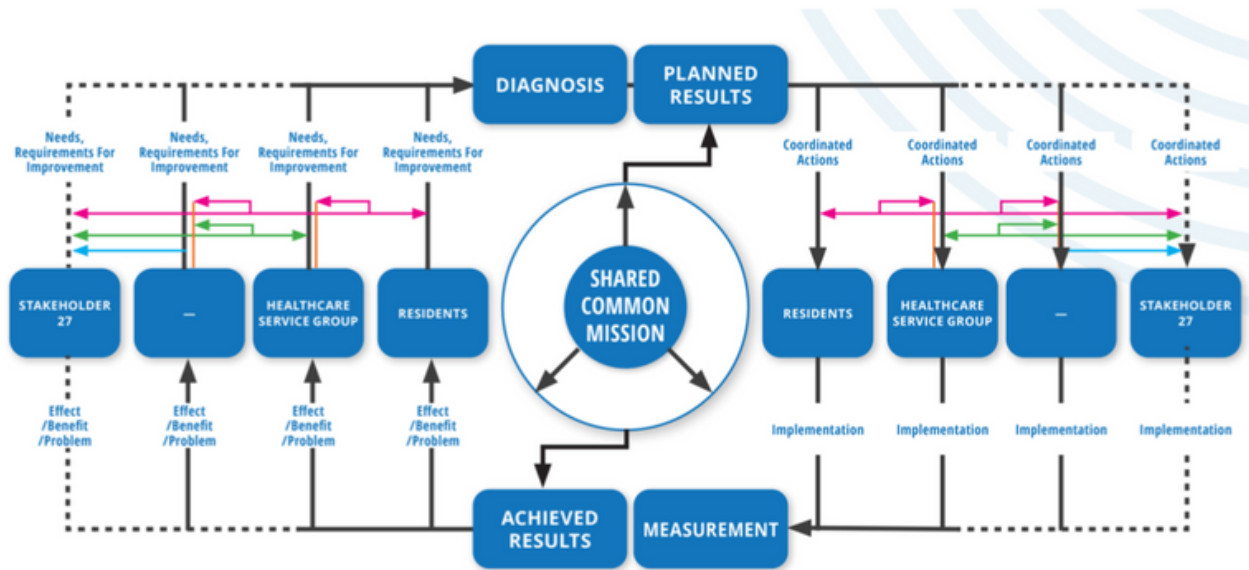 DIAGNOSIS
PLANNED
RESULTS
Needs,
Requirements For
Improvement
Needs,
Requirements For
Improvement
Needs,
Requirements For
Improvement
Needs,
Requirements For
Improvement
Coordinated
Actions
Coordinated
Actions
Coordinated
Actions
Coordinated
Actions
STAKEHOLDER
27
—
HEALTHCARE
SERVICE GROUP
RESIDENTS
SHARED
COMMON
MISSION
RESIDENTS
HEALTHCARE
SERVICE GROUP
—
STAKEHOLDER
27
Effect
/Benefit
/Problem
Effect
/Benefit
/Problem
Effect
/Benefit
/Problem
Effect
/Benefit
/Problem
Implementation
Implementation
Implementation
Implementation
ACHIEVED
RESULTS
MEASUREMENT